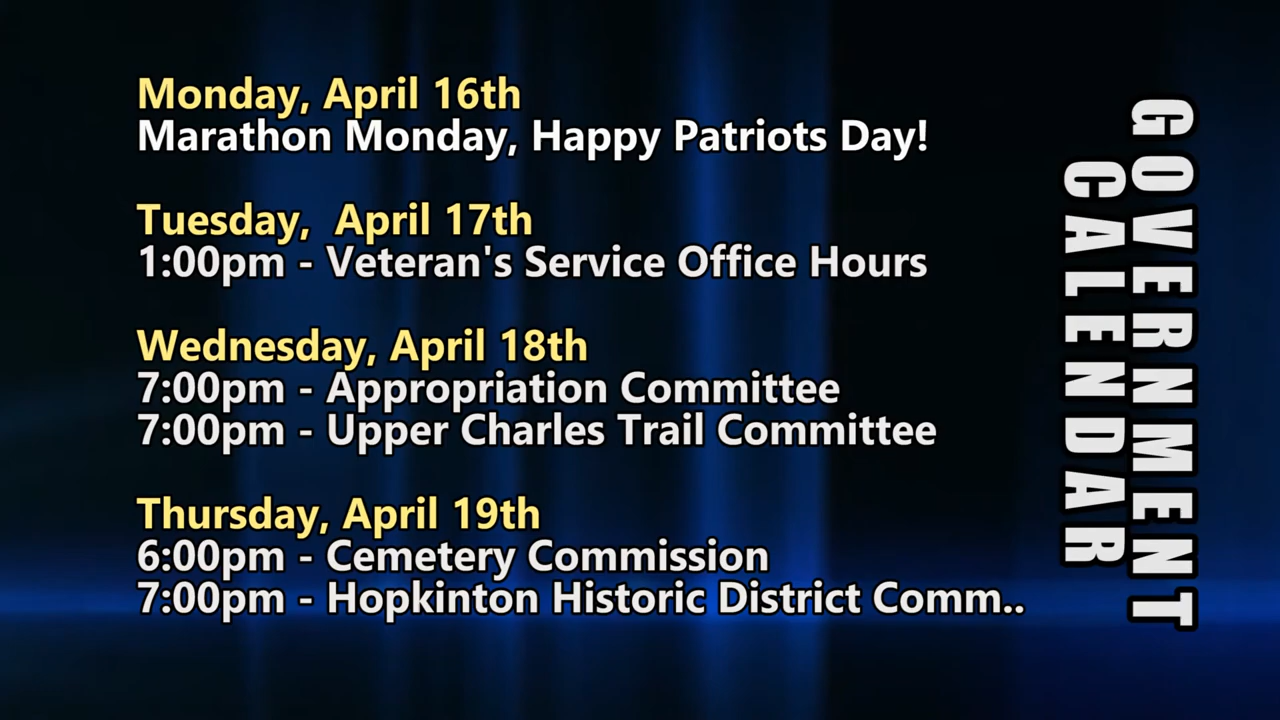 Monday, April 16th
Marathon Monday, Happy Patriots Day!
Tuesday,  April 17th
1:00pm - Veteran's Service Office Hours
Wednesday, April 18th
7:00pm - Appropriation Committee
7:00pm - Upper Charles Trail Committee
Thursday, April 19th
6:00pm - Cemetery Commission
7:00pm - Hopkinton Historic District Comm..
GOVERNMENT
CALENDAR